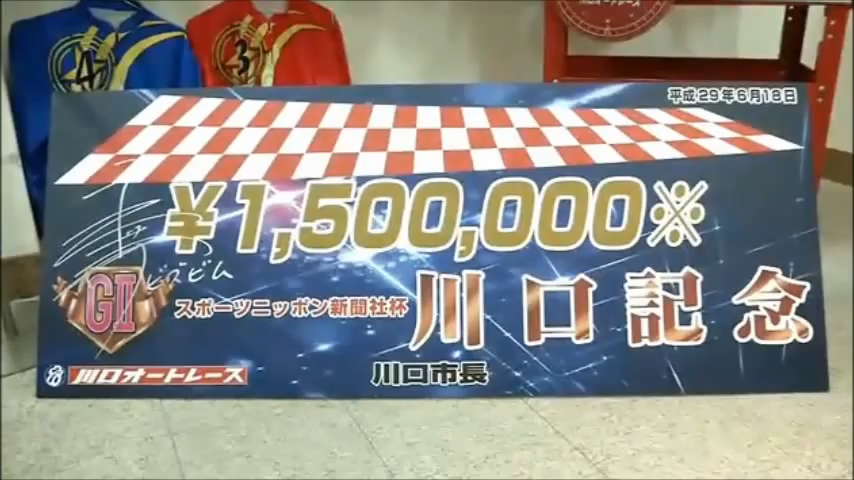 4
3
平成29年6月18日
¥1,500,000※
GII
スポーツニッポン新聞社杯
川口記念
川口オートレース
川口市長